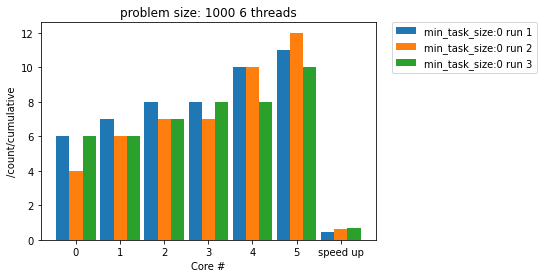 problem size: 1000 6 threads
min_task_size:0 run 1
min_task_size:0 run 2
min_task_size:0 run 3
/count/cumulative
12
10
8
6
4
2
0
0 1 2 3 4 5 speed up
Core #